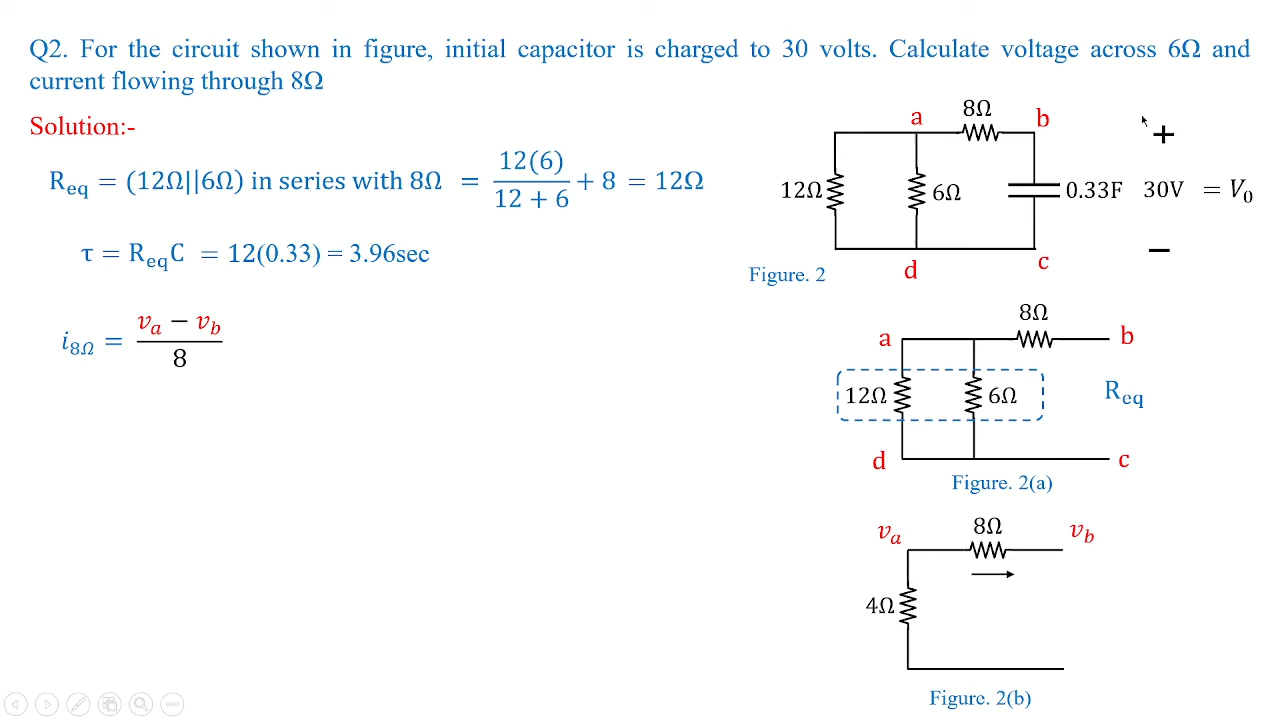 Q2. For the circuit shown in figure, initial capacitor is charged to 30 volts. Calculate voltage across 6Ω and
current flowing through 8Ω
Solution:-
R_eq = (12Ω||6Ω) in series with 8Ω = 12(6)/(12 + 6) + 8 = 12Ω
τ = R_eq C = 12(0.33) = 3.96sec
i_8Ω = (v_a − v_b)/8
a 8Ω b
+
12Ω 6Ω 0.33F 30V = V_0
−
d c
Figure. 2
8Ω
a b
12Ω 6Ω R_eq
d c
Figure. 2(a)
v_a 8Ω v_b
4Ω
Figure. 2(b)